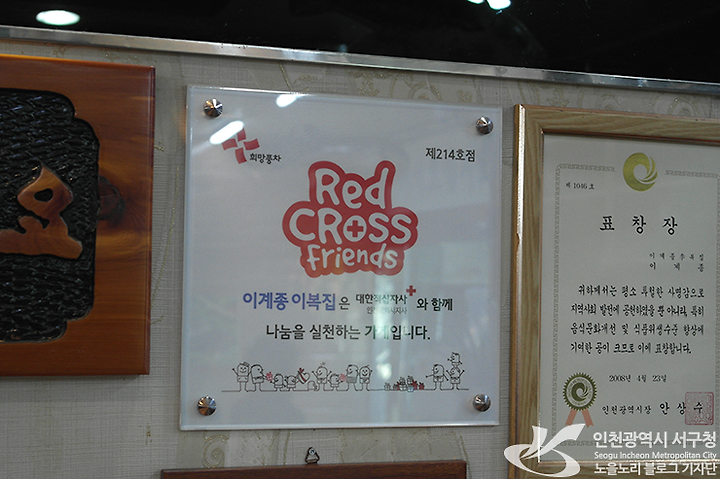 요
희망풍차
제214호점
Red
CROSS
friends
이계종 이복집은 대한적십자사와 함께
나눔을 실천하는 가게입니다.
제 1046 호
표창장
이계종
귀하께서는 평소 투철한 사명감으로
지역사회 발전에 공헌하였을 뿐 아니라, 특히
음식문화개선 및 식품위생수준 향상에
기여한 공이 크므로 이에 표창합니다.
2008년 4월 23일
인천광역시장 안상수
인천광역시 서구청
Seogu Incheon Metropolitan City
노을노리 블로그 기자단